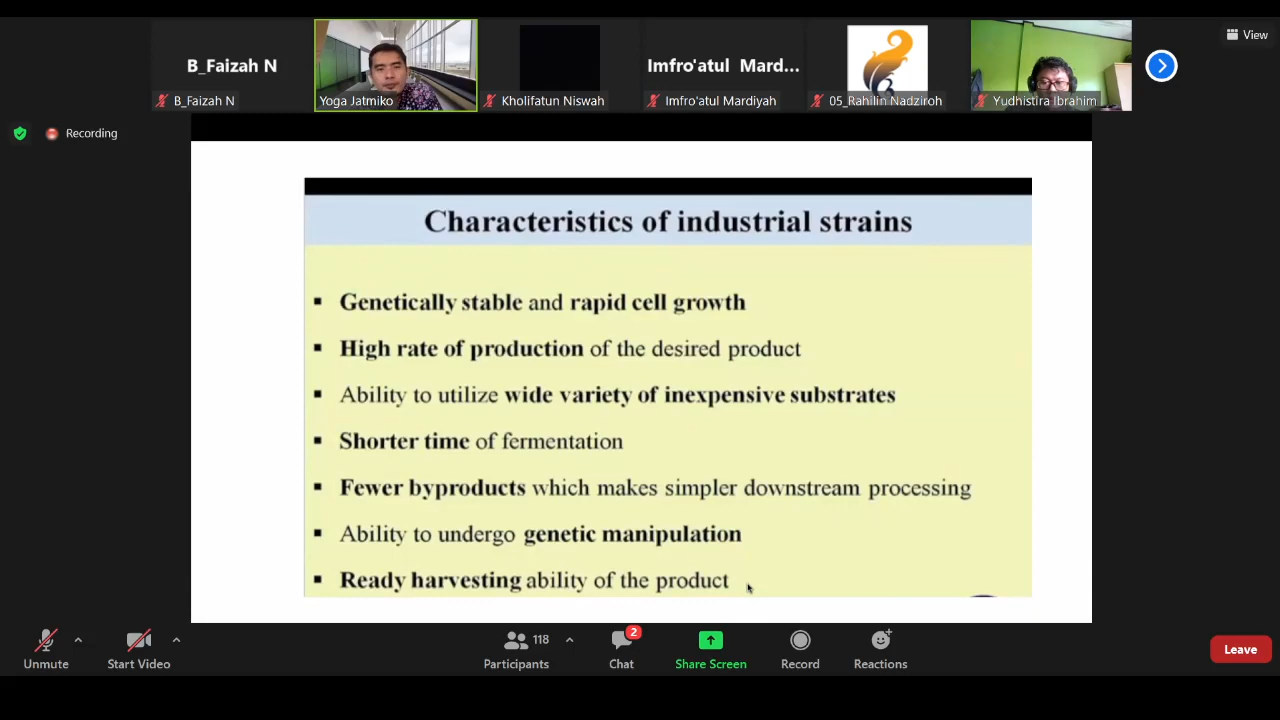 B_Faizah N
Imfro'atul Mard...
View
B_Faizah N
Yoga Jatmiko
Kholifatun Niswah
Imfro'atul Mardiyah
05_Rahilin Nadziroh
Yudhistira Ibrahim
Recording
Characteristics of industrial strains
▪ Genetically stable and rapid cell growth
▪ High rate of production of the desired product
▪ Ability to utilize wide variety of inexpensive substrates
▪ Shorter time of fermentation
▪ Fewer byproducts which makes simpler downstream processing
▪ Ability to undergo genetic manipulation
▪ Ready harvesting ability of the product
118
2
Unmute
Start Video
Participants
Chat
Share Screen
Record
Reactions
Leave